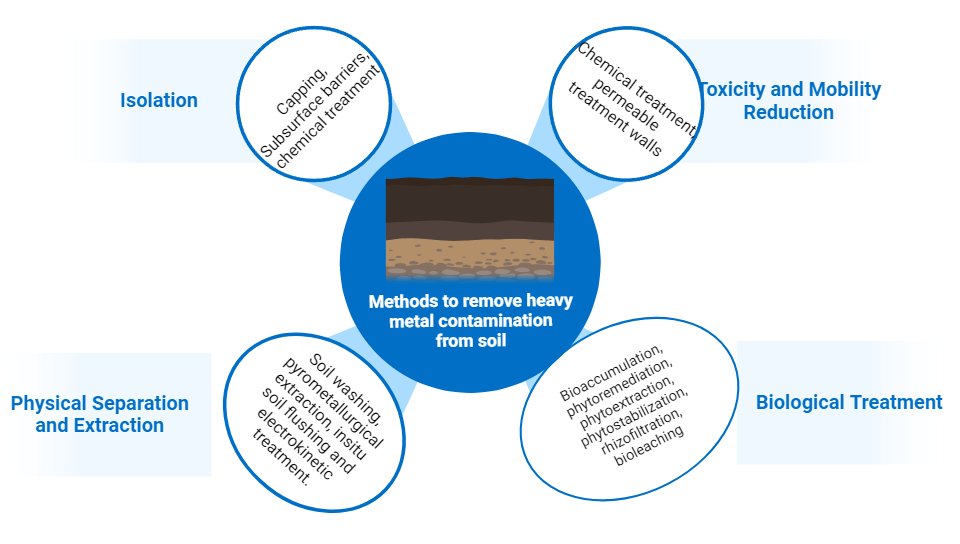 Isolation
Capping,
Subsurface barriers,
chemical treatment
Chemical treatment,
permeable
treatment walls
Toxicity and Mobility
Reduction
Methods to remove heavy
metal contamination
from soil
Physical Separation
and Extraction
Soil washing,
pyrometallurgical
extraction, insitu
soil flushing and
electrokinetic
treatment.
Bioaccumulation,
phytoremediation,
phytoextraction,
phytostabilization,
rhizofiltration,
bioleaching
Biological Treatment